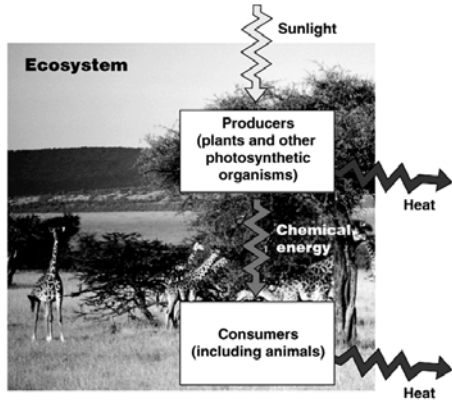 Sunlight
Ecosystem
Producers
(plants and other
photosynthetic
organisms)
Heat
Chemical
energy
Consumers
(including animals)
Heat